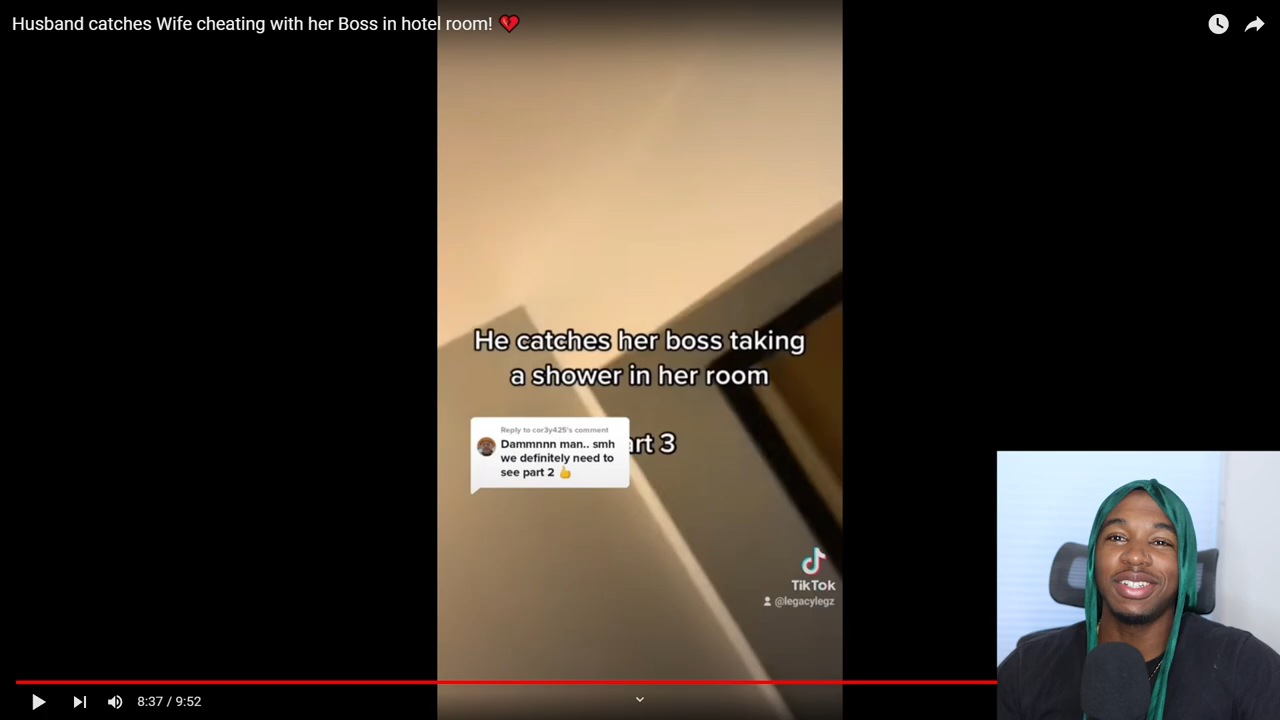 Husband catches Wife cheating with her Boss in hotel room! 💔
He catches her boss taking
a shower in her room
art 3
Reply to cor3y425's comment
Dammnnn man.. smh
we definitely need to
see part 2 👍
TikTok
@legacylegz
8:37 / 9:52